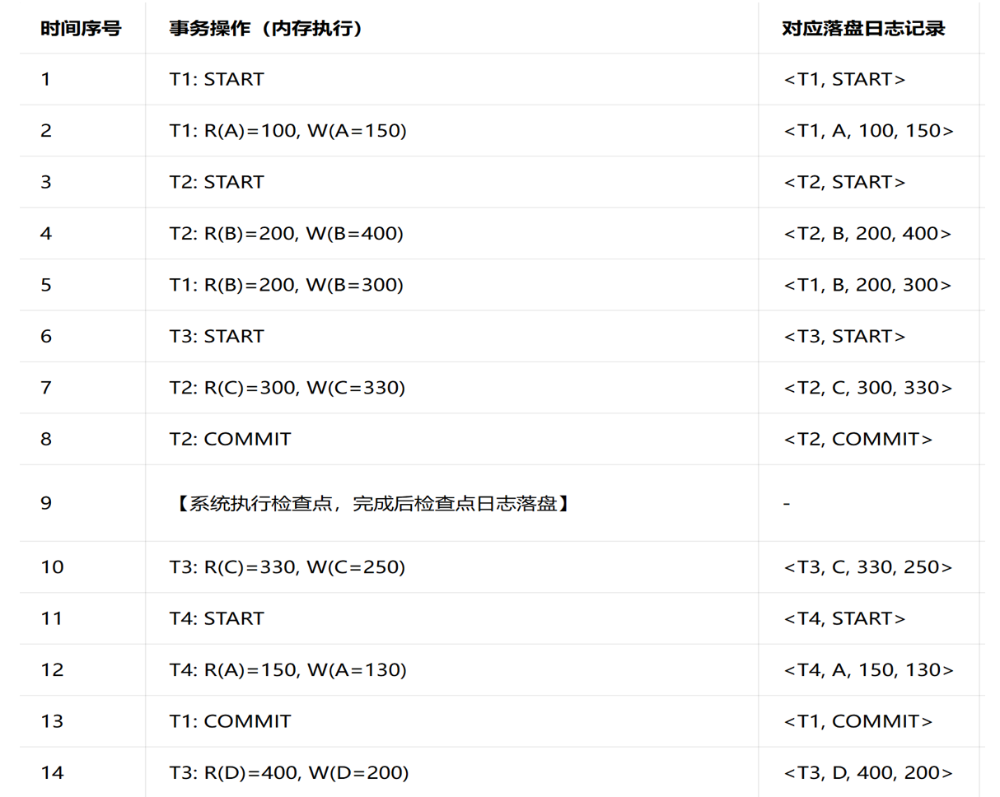 时间序号 事务操作（内存执行） 对应落盘日志记录
1 T1: START <T1, START>
2 T1: R(A)=100, W(A=150) <T1, A, 100, 150>
3 T2: START <T2, START>
4 T2: R(B)=200, W(B=400) <T2, B, 200, 400>
5 T1: R(B)=200, W(B=300) <T1, B, 200, 300>
6 T3: START <T3, START>
7 T2: R(C)=300, W(C=330) <T2, C, 300, 330>
8 T2: COMMIT <T2, COMMIT>
9 【系统执行检查点，完成后检查点日志落盘】 -
10 T3: R(C)=330, W(C=250) <T3, C, 330, 250>
11 T4: START <T4, START>
12 T4: R(A)=150, W(A=130) <T4, A, 150, 130>
13 T1: COMMIT <T1, COMMIT>
14 T3: R(D)=400, W(D=200) <T3, D, 400, 200>